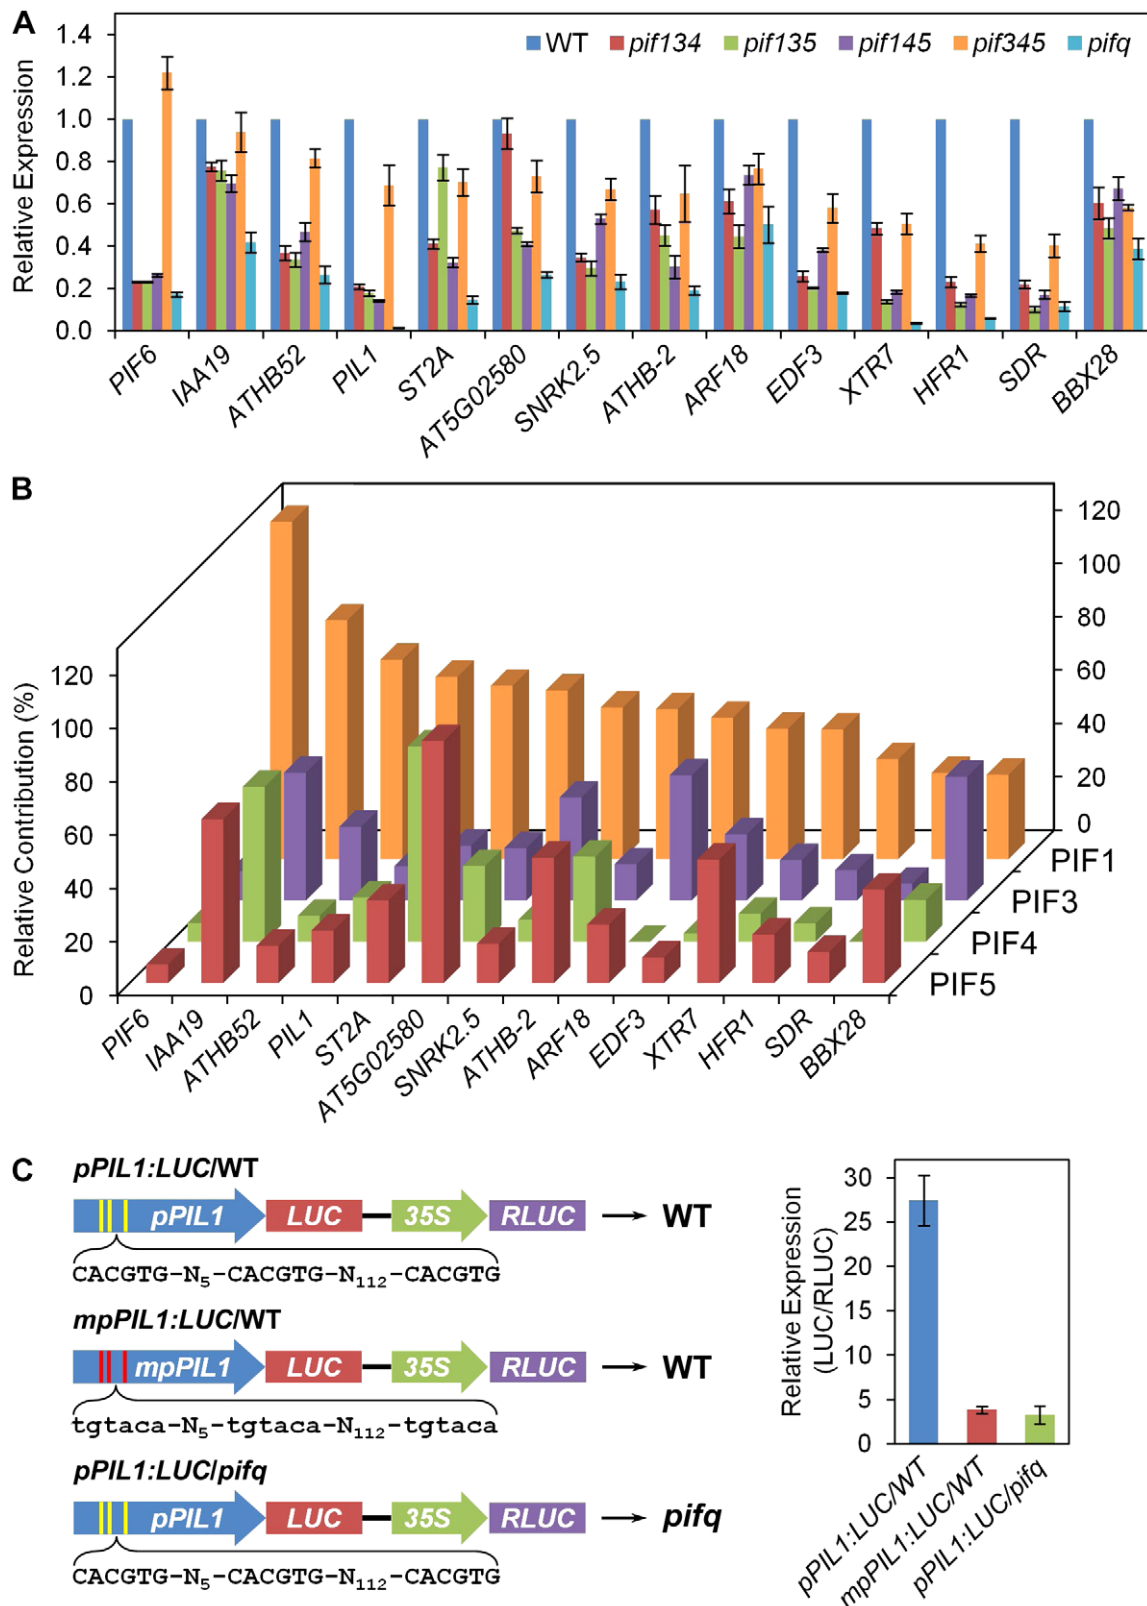 A
WT pif134 pif135 pif145 pif345 pifq
Relative Expression
1.4
1.2
1.0
0.8
0.6
0.4
0.2
0.0
PIF6 IAA19 ATHB52 PIL1 ST2A AT5G02580 SNRK2.5 ATHB-2 ARF18 EDF3 XTR7 HFR1 SDR BBX28
B
Relative Contribution (%)
120
100
80
60
40
20
0
120
100
80
60
40
20
0
PIF1
PIF3
PIF4
PIF5
PIF6 IAA19 ATHB52 PIL1 ST2A AT5G02580 SNRK2.5 ATHB-2 ARF18 EDF3 XTR7 HFR1 SDR BBX28
C
pPIL1:LUC/WT
pPIL1 LUC 35S RLUC WT
CACGTG-N5-CACGTG-N112-CACGTG
mpPIL1:LUC/WT
mpPIL1 LUC 35S RLUC WT
tgtaca-N5-tgtaca-N112-tgtaca
pPIL1:LUC/pifq
pPIL1 LUC 35S RLUC pifq
CACGTG-N5-CACGTG-N112-CACGTG
Relative Expression
(LUC/RLUC)
30
25
20
15
10
5
0
pPIL1:LUC/WT
mpPIL1:LUC/WT
pPIL1:LUC/pifq